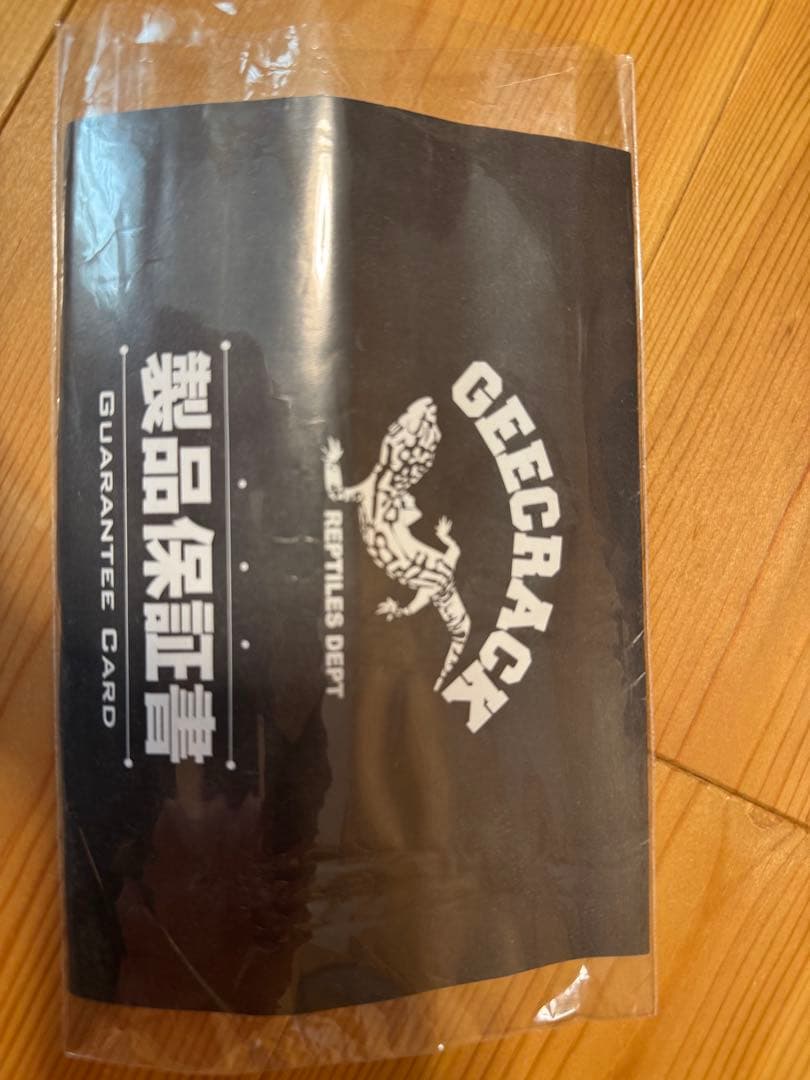 GEECRACK
REPTILES DEPT
製品保証書
GUARANTEE CARD